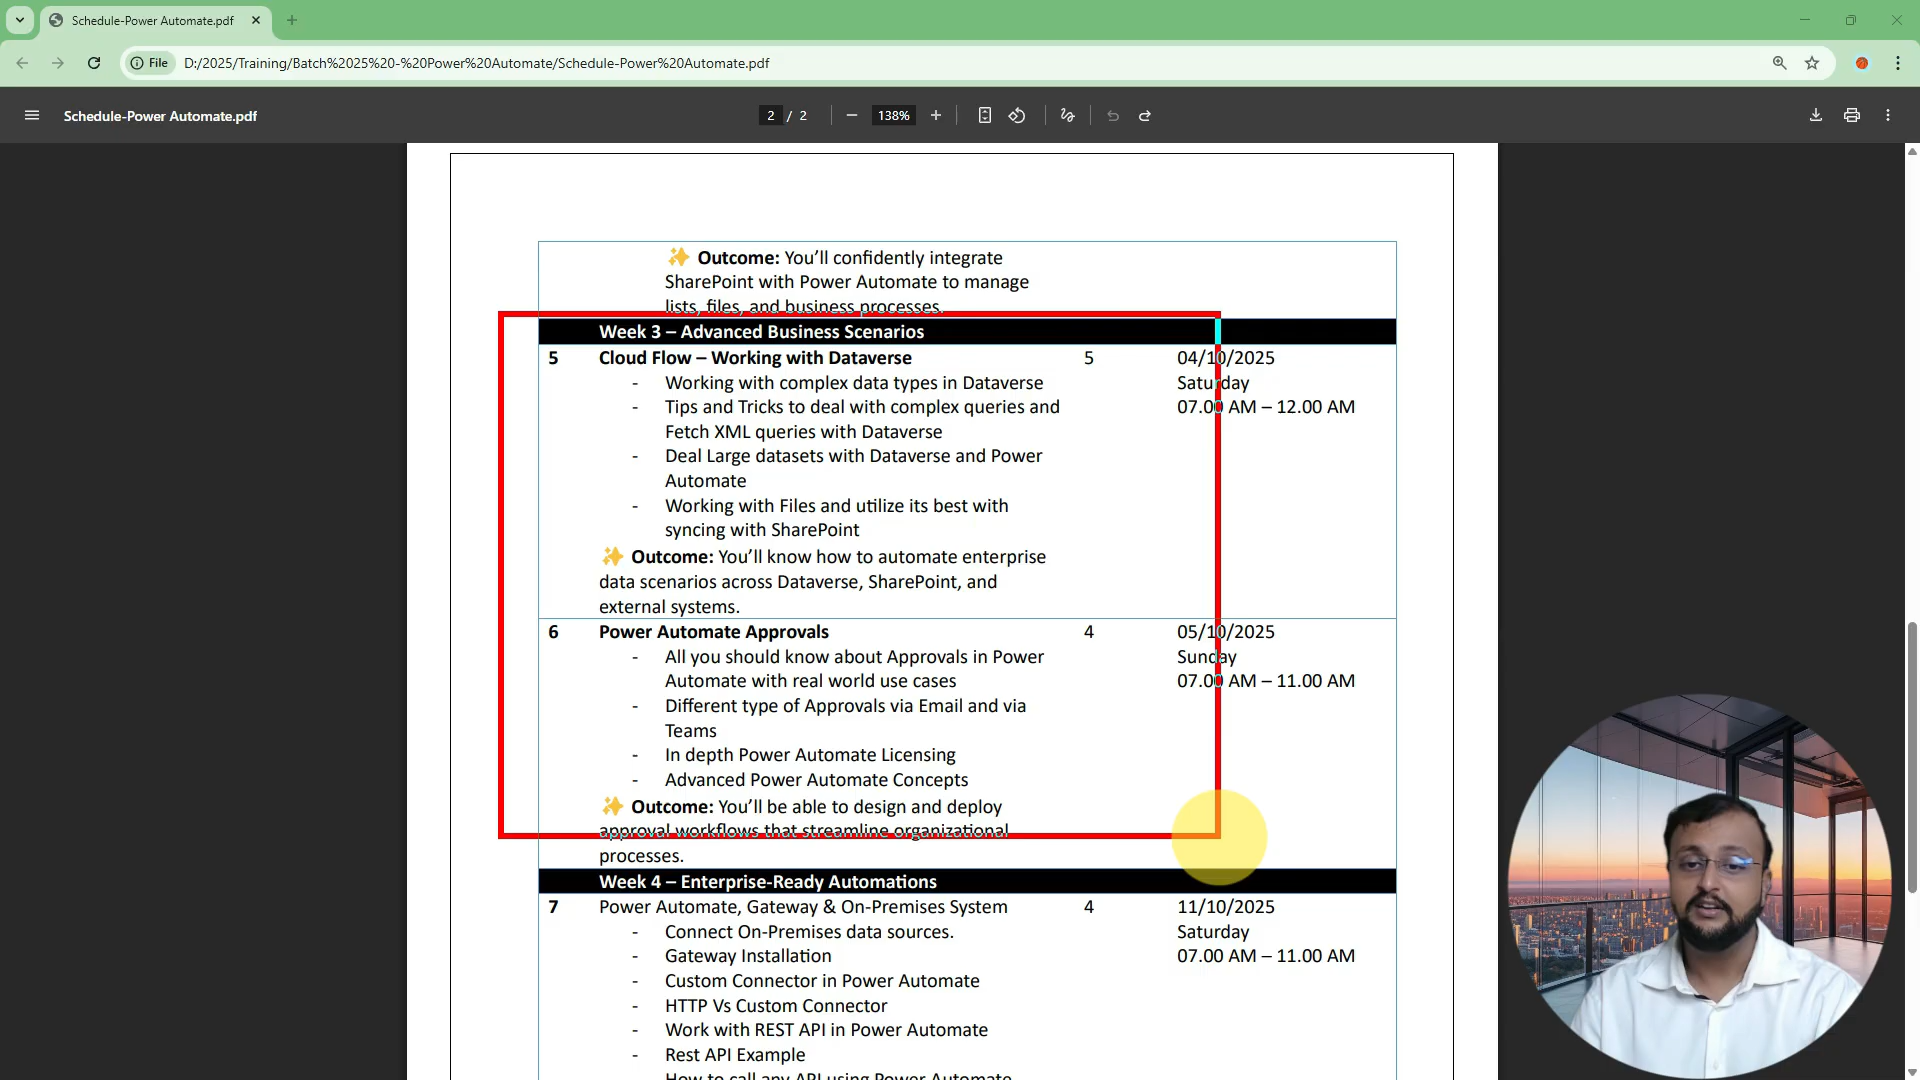 Schedule-Power Automate.pdf
File
D:/2025/Training/Batch%2025%20-%20Power%20Automate/Schedule-Power%20Automate.pdf
Schedule-Power Automate.pdf
2 / 2
138%
✨ Outcome: You’ll confidently integrate
SharePoint with Power Automate to manage
lists, files, and business processes.
Week 3 – Advanced Business Scenarios
5 Cloud Flow – Working with Dataverse 5 04/10/2025
- Working with complex data types in Dataverse Saturday
- Tips and Tricks to deal with complex queries and 07.00 AM – 12.00 AM
Fetch XML queries with Dataverse
- Deal Large datasets with Dataverse and Power
Automate
- Working with Files and utilize its best with
syncing with SharePoint
✨ Outcome: You’ll know how to automate enterprise
data scenarios across Dataverse, SharePoint, and
external systems.
6 Power Automate Approvals 4 05/10/2025
- All you should know about Approvals in Power Sunday
Automate with real world use cases 07.00 AM – 11.00 AM
- Different type of Approvals via Email and via
Teams
- In depth Power Automate Licensing
- Advanced Power Automate Concepts
✨ Outcome: You’ll be able to design and deploy
approval workflows that streamline organizational
processes.
Week 4 – Enterprise-Ready Automations
7 Power Automate, Gateway & On-Premises System 4 11/10/2025
- Connect On-Premises data sources. Saturday
- Gateway Installation 07.00 AM – 11.00 AM
- Custom Connector in Power Automate
- HTTP Vs Custom Connector
- Work with REST API in Power Automate
- Rest API Example
How to call any API using Power Automate